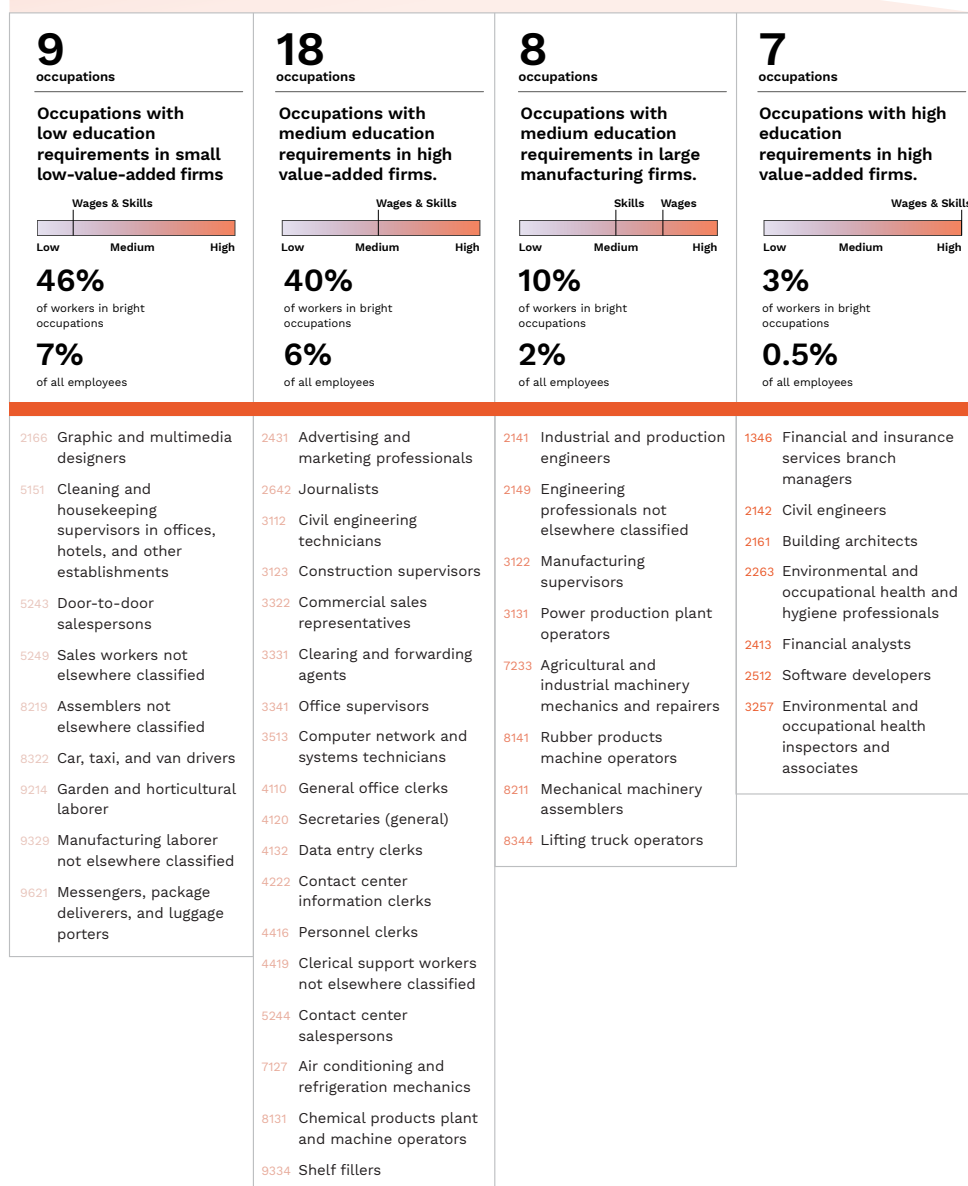 9
occupations
Occupations with
low education
requirements in small
low-value-added firms
Wages & Skills
Low Medium High
46%
of workers in bright
occupations
7%
of all employees
18
occupations
Occupations with
medium education
requirements in high
value-added firms.
Wages & Skills
Low Medium High
40%
of workers in bright
occupations
6%
of all employees
8
occupations
Occupations with
medium education
requirements in large
manufacturing firms.
Skills Wages
Low Medium High
10%
of workers in bright
occupations
2%
of all employees
7
occupations
Occupations with high
education
requirements in high
value-added firms.
Wages & Skills
Low Medium High
3%
of workers in bright
occupations
0.5%
of all employees
2166 Graphic and multimedia
designers
5151 Cleaning and
housekeeping
supervisors in offices,
hotels, and other
establishments
5243 Door-to-door
salespersons
5249 Sales workers not
elsewhere classified
8219 Assemblers not
elsewhere classified
8322 Car, taxi, and van drivers
9214 Garden and horticultural
laborer
9329 Manufacturing laborer
not elsewhere classified
9621 Messengers, package
deliverers, and luggage
porters
2431 Advertising and
marketing professionals
2642 Journalists
3112 Civil engineering
technicians
3123 Construction supervisors
3322 Commercial sales
representatives
3331 Clearing and forwarding
agents
3341 Office supervisors
3513 Computer network and
systems technicians
4110 General office clerks
4120 Secretaries (general)
4132 Data entry clerks
4222 Contact center
information clerks
4416 Personnel clerks
4419 Clerical support workers
not elsewhere classified
5244 Contact center
salespersons
7127 Air conditioning and
refrigeration mechanics
8131 Chemical products plant
and machine operators
9334 Shelf fillers
2141 Industrial and production
engineers
2149 Engineering
professionals not
elsewhere classified
3122 Manufacturing
supervisors
3131 Power production plant
operators
7233 Agricultural and
industrial machinery
mechanics and repairers
8141 Rubber products
machine operators
8211 Mechanical machinery
assemblers
8344 Lifting truck operators
1346 Financial and insurance
services branch
managers
2142 Civil engineers
2161 Building architects
2263 Environmental and
occupational health and
hygiene professionals
2413 Financial analysts
2512 Software developers
3257 Environmental and
occupational health
inspectors and
associates